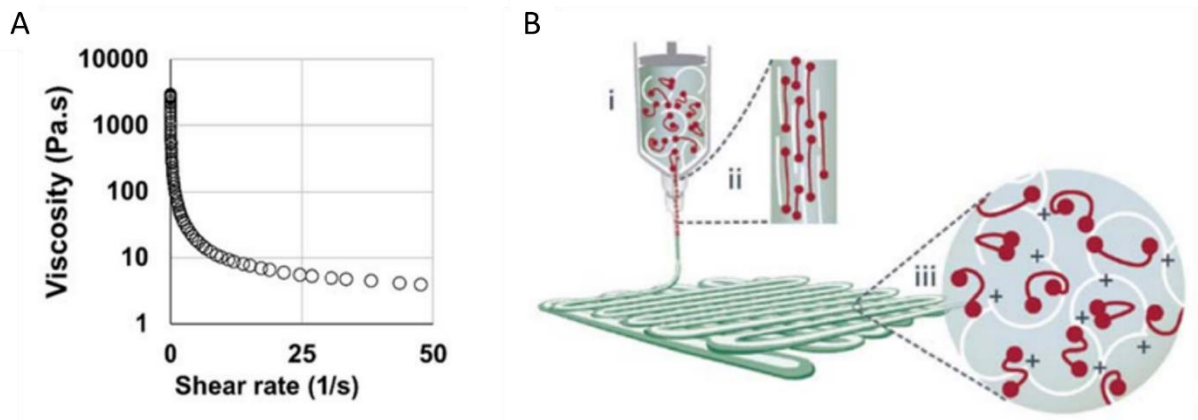 A
B
Viscosity (Pa.s)
10000
1000
100
10
1
0
25
50
Shear rate (1/s)
i
ii
iii
+
+
+
+
+
+
+
+
+